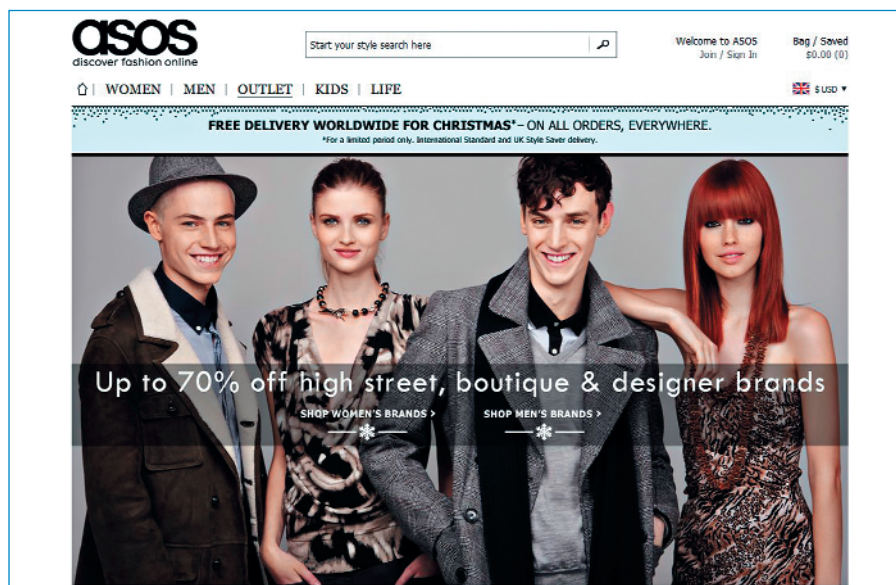 asos
discover fashion online
Start your style search here
Welcome to ASOS
Join / Sign In
Bag / Saved
$0.00 (0)
WOMEN | MEN | OUTLET | KIDS | LIFE
$ USD ▼
FREE DELIVERY WORLDWIDE FOR CHRISTMAS*– ON ALL ORDERS, EVERYWHERE.
*For a limited period only. International Standard and UK Style Saver delivery.
Up to 70% off high street, boutique & designer brands
SHOP WOMEN'S BRANDS > SHOP MEN'S BRANDS >